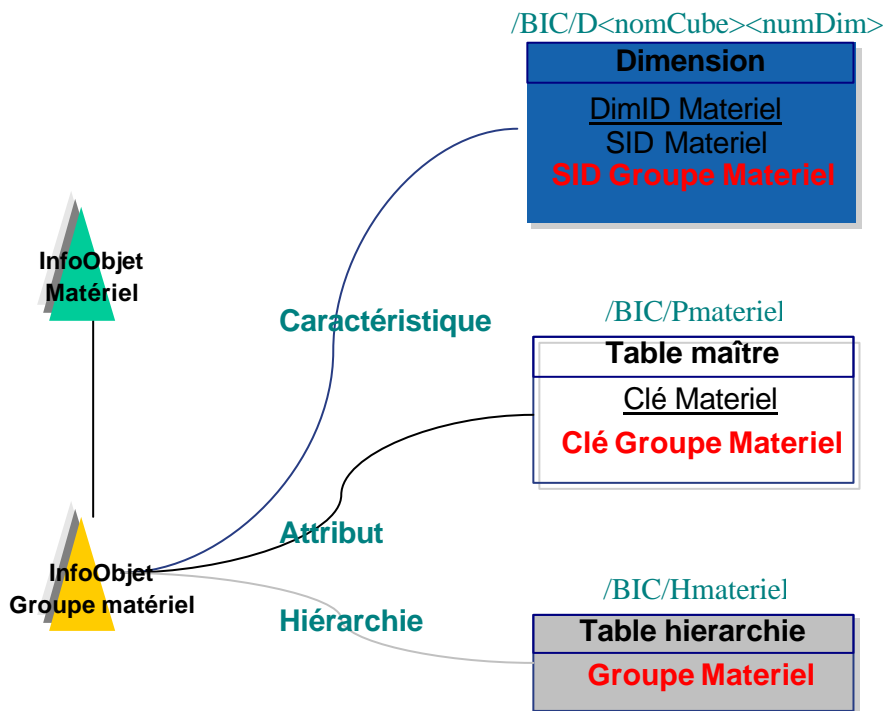 /BIC/D<nomCube><numDim>
Dimension
DimID Materiel
SID Materiel
SID Groupe Materiel
InfoObjet
Matériel
Caractéristique
/BIC/Pmateriel
Table maître
Clé Materiel
Clé Groupe Materiel
Attribut
InfoObjet
Groupe matériel
Hiérarchie
/BIC/Hmateriel
Table hierarchie
Groupe Materiel